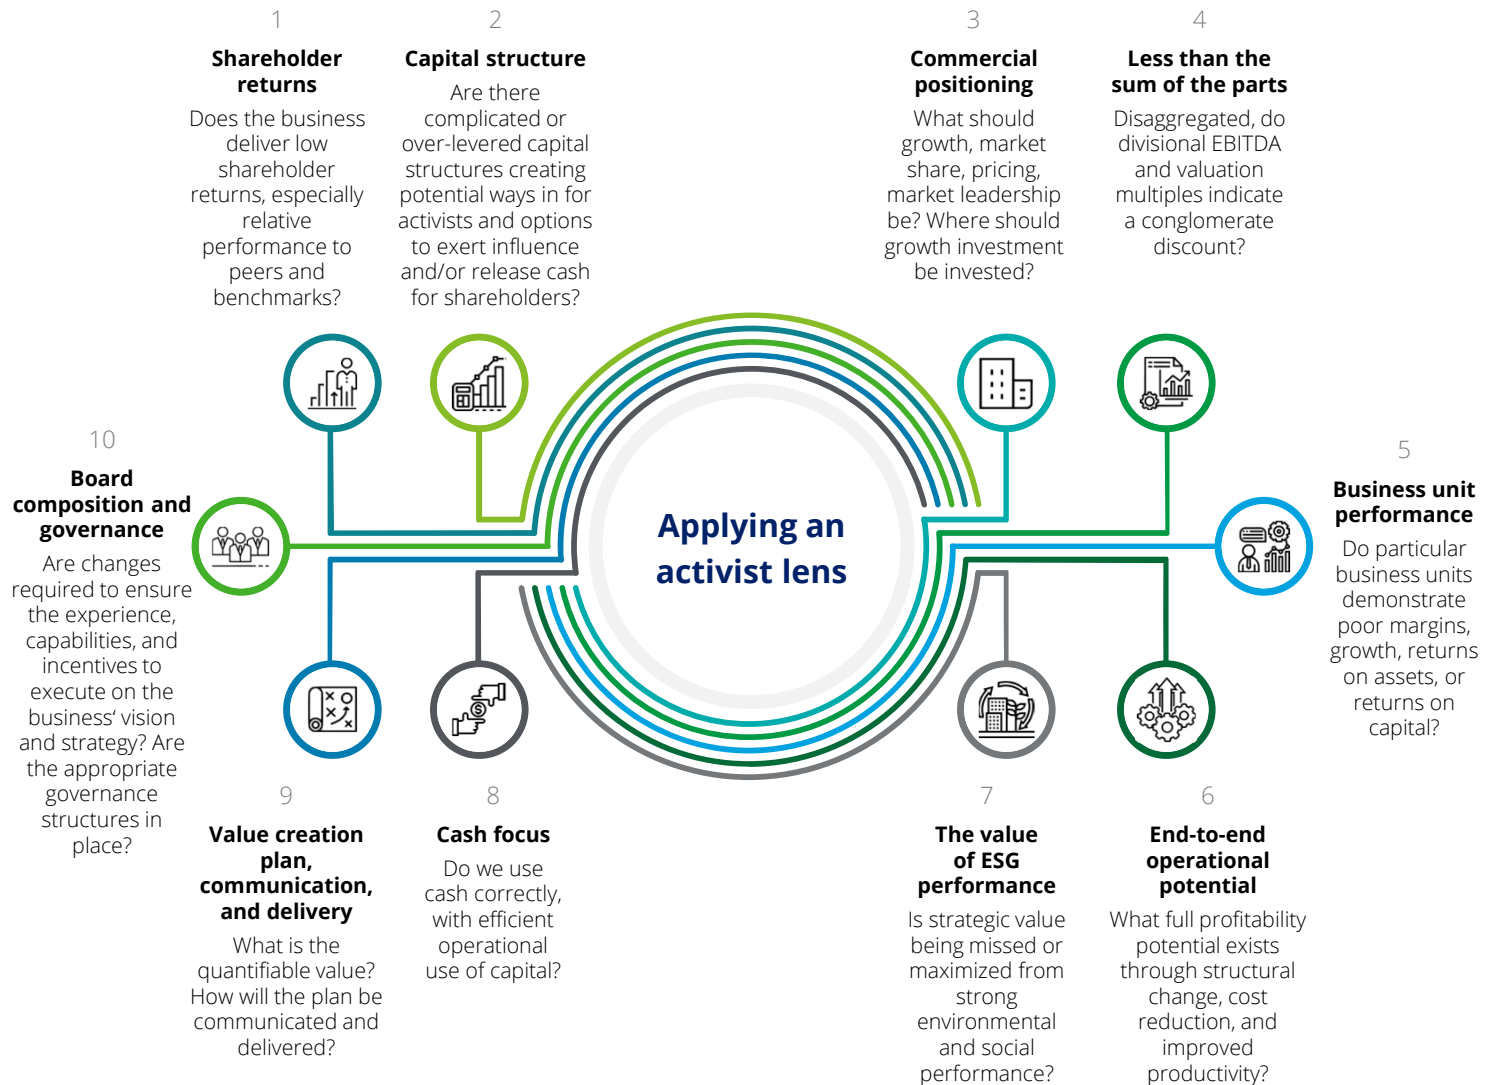 1
Shareholder
returns
Does the business
deliver low
shareholder
returns, especially
relative
performance to
peers and
benchmarks?
2
Capital structure
Are there
complicated or
over-levered capital
structures creating
potential ways in for
activists and options
to exert influence
and/or release cash
for shareholders?
3
Commercial
positioning
What should
growth, market
share, pricing,
market leadership
be? Where should
growth investment
be invested?
4
Less than the
sum of the parts
Disaggregated, do
divisional EBITDA
and valuation
multiples indicate
a conglomerate
discount?
5
Business unit
performance
Do particular
business units
demonstrate
poor margins,
growth, returns
on assets, or
returns on
capital?
Applying an
activist lens
6
End-to-end
operational
potential
What full profitability
potential exists
through structural
change, cost
reduction, and
improved
productivity?
7
The value
of ESG
performance
Is strategic value
being missed or
maximized from
strong
environmental
and social
performance?
8
Cash focus
Do we use
cash correctly,
with efficient
operational
use of capital?
9
Value creation
plan,
communication,
and delivery
What is the
quantifiable value?
How will the plan be
communicated and
delivered?
10
Board
composition and
governance
Are changes
required to ensure
the experience,
capabilities, and
incentives to
execute on the
business‘ vision
and strategy? Are
the appropriate
governance
structures in
place?